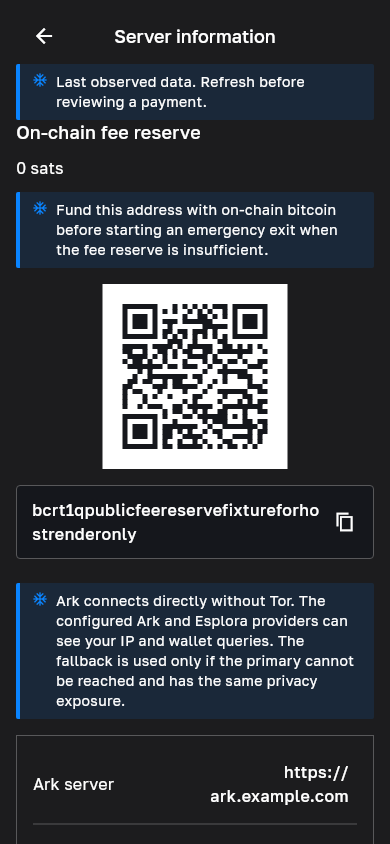 Server information
Last observed data. Refresh before
reviewing a payment.
On-chain fee reserve
0 sats
Fund this address with on-chain bitcoin
before starting an emergency exit when
the fee reserve is insufficient.
bcrt1qpublicfeereservefixtureforho
strenderonly
Ark connects directly without Tor. The
configured Ark and Esplora providers can
see your IP and wallet queries. The
fallback is used only if the primary cannot
be reached and has the same privacy
exposure.
Ark server
https://
ark.example.com